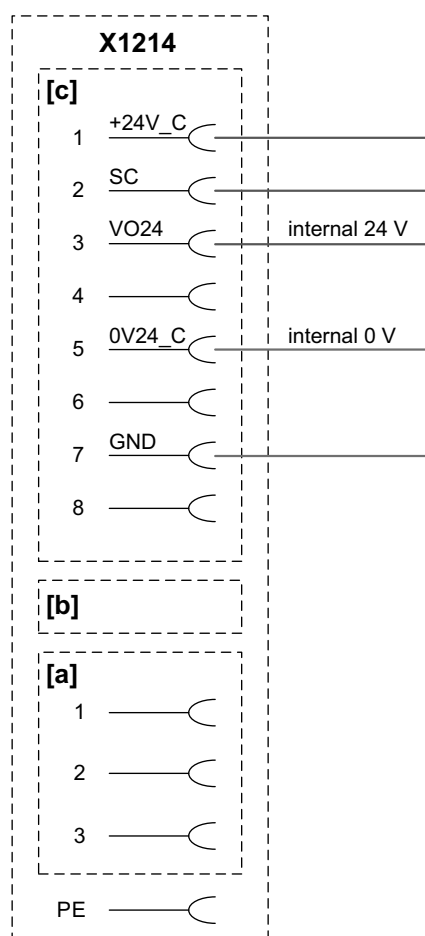 X1214
[c]
1 +24V_C
2 SC
3 VO24 internal 24 V
4
5 0V24_C internal 0 V
6
7 GND
8
[b]
[a]
1
2
3
PE